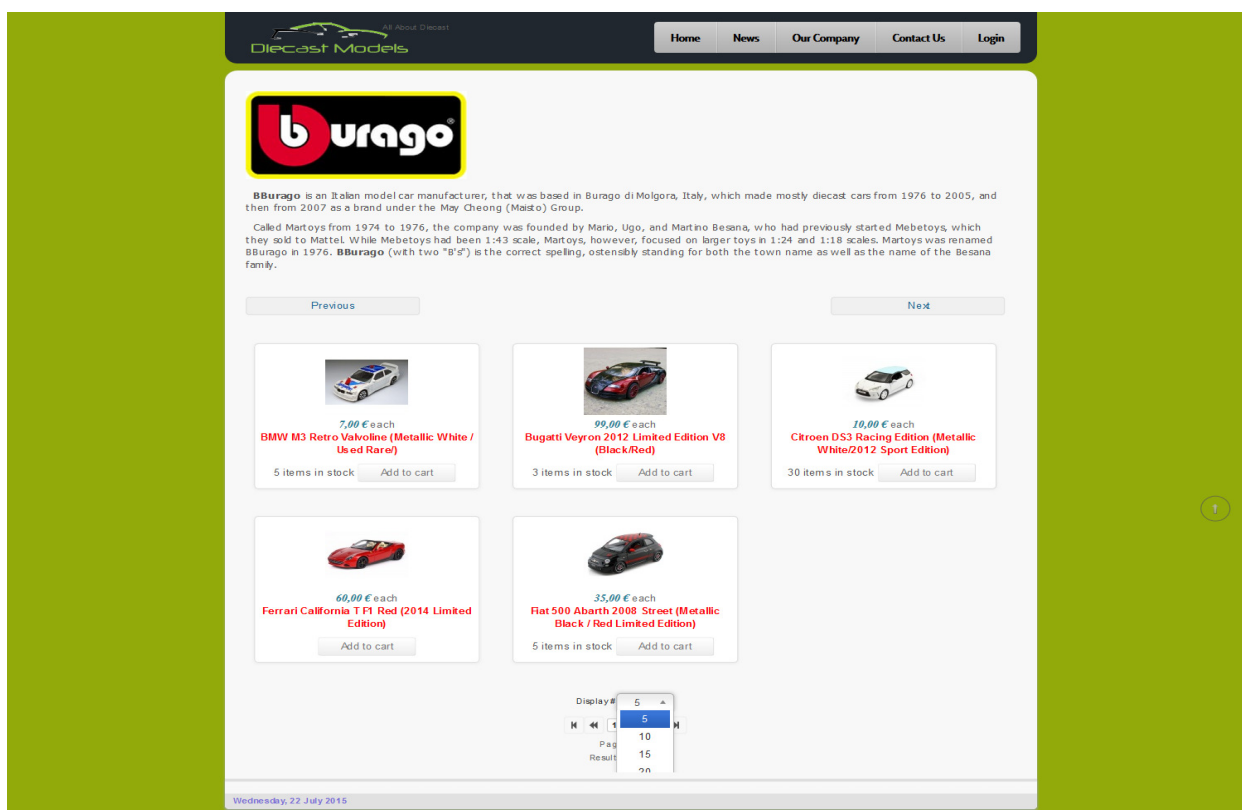 All About Diecast
Diecast Models
Home News Our Company Contact Us Login
burago®
BBurago is an Italian model car manufacturer, that was based in Burago di Molgora, Italy, which made mostly diecast cars from 1976 to 2005, and
then from 2007 as a brand under the May Cheong (Maisto) Group.
Called Martoys from 1974 to 1976, the company was founded by Mario, Ugo, and Martino Besana, who had previously started Mebetoys, which
they sold to Mattel. While Mebetoys had been 1:43 scale, Martoys, however, focused on larger toys in 1:24 and 1:18 scales. Martoys was renamed
BBurago in 1976. BBurago (with two "B's") is the correct spelling, ostensibly standing for both the town name as well as the name of the Besana
family.
Previous Next
7,00 € each
BMW M3 Retro Valvoline (Metallic White /
Used Rare/)
5 items in stock Add to cart
99,00 € each
Bugatti Veyron 2012 Limited Edition V8
(Black/Red)
3 items in stock Add to cart
10,00 € each
Citroen DS3 Racing Edition (Metallic
White/2012 Sport Edition)
30 items in stock Add to cart
60,00 € each
Ferrari California T F1 Red (2014 Limited
Edition)
Add to cart
35,00 € each
Fiat 500 Abarth 2008 Street (Metallic
Black / Red Limited Edition)
5 items in stock Add to cart
Display# 5
5
10
15
20
Pag
Result
Wednesday, 22 July 2015